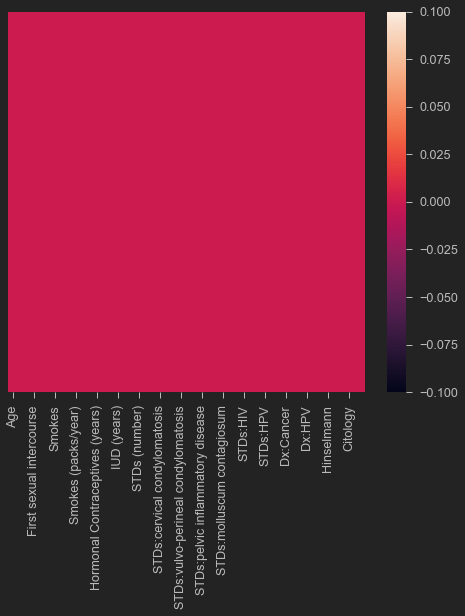 0.100
0.075
0.050
0.025
0.000
−0.025
−0.050
−0.075
−0.100
Age
First sexual intercourse
Smokes
Smokes (packs/year)
Hormonal Contraceptives (years)
IUD (years)
STDs (number)
STDs:cervical condylomatosis
STDs:vulvo-perineal condylomatosis
STDs:pelvic inflammatory disease
STDs:molluscum contagiosum
STDs:HIV
STDs:HPV
Dx:Cancer
Dx:HPV
Hinselmann
Citology